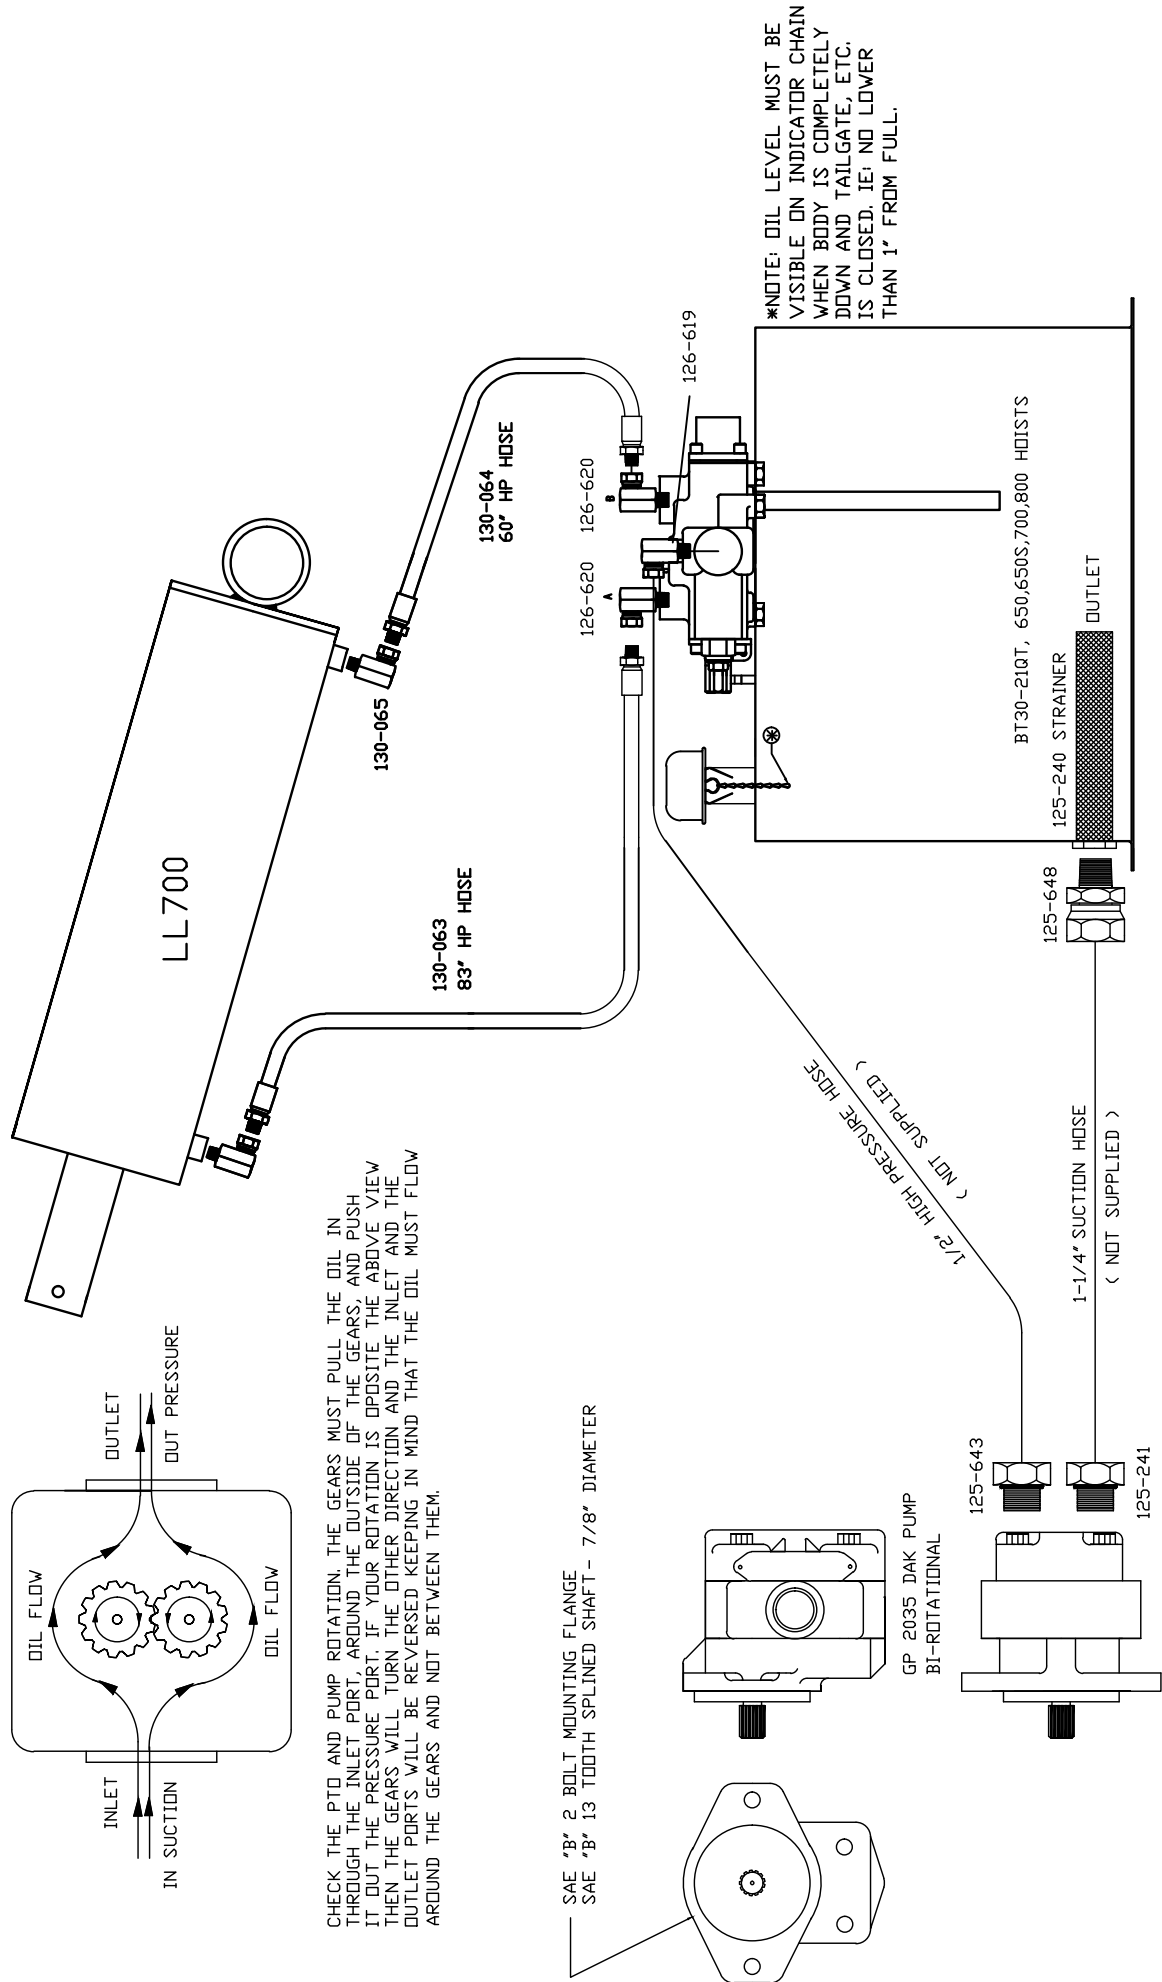 INLET
IN SUCTION
OIL FLOW
OIL FLOW
OUTLET
OUT PRESSURE
CHECK THE PTO AND PUMP ROTATION. THE GEARS MUST PULL THE OIL IN
THROUGH THE INLET PORT, AROUND THE OUTSIDE OF THE GEARS, AND PUSH
IT OUT THE PRESSURE PORT. IF YOUR ROTATION IS OPOSITE THE ABOVE VIEW
THEN THE GEARS WILL TURN THE OTHER DIRECTION AND THE INLET AND THE
OUTLET PORTS WILL BE REVERSED KEEPING IN MIND THAT THE OIL MUST FLOW
AROUND THE GEARS AND NOT BETWEEN THEM.
LL700
130-065
130-063
83" HP HOSE
130-064
60" HP HOSE
126-620
A
126-620
B
126-619
*NOTE: OIL LEVEL MUST BE
VISIBLE ON INDICATOR CHAIN
WHEN BODY IS COMPLETELY
DOWN AND TAILGATE, ETC.
IS CLOSED. IE: NO LOWER
THAN 1" FROM FULL.
*
SAE "B" 2 BOLT MOUNTING FLANGE
SAE "B" 13 TOOTH SPLINED SHAFT- 7/8" DIAMETER
GP 2035 DAK PUMP
BI-ROTATIONAL
125-643
125-241
1/2" HIGH PRESSURE HOSE
( NOT SUPPLIED )
1-1/4" SUCTION HOSE
( NOT SUPPLIED )
125-648
125-240 STRAINER
OUTLET
BT30-21QT, 650,650S,700,800 HOISTS